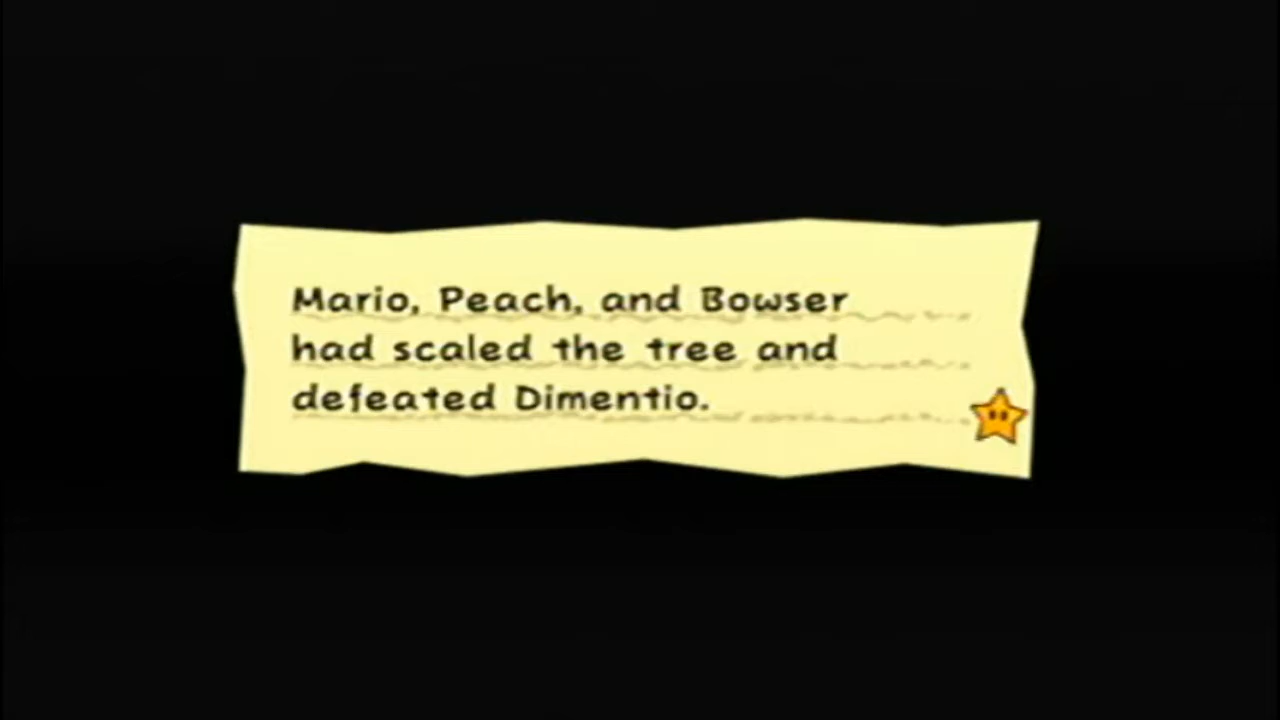 Mario, Peach, and Bowser
had scaled the tree and
defeated Dimentio.